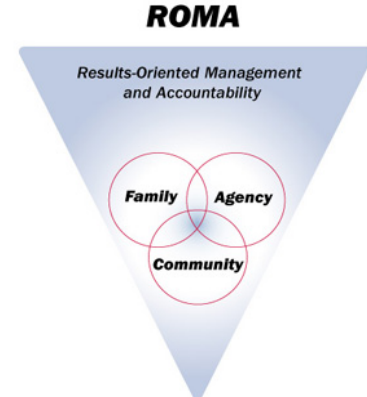 ROMA
Results-Oriented Management
and Accountability
Family
Agency
Community